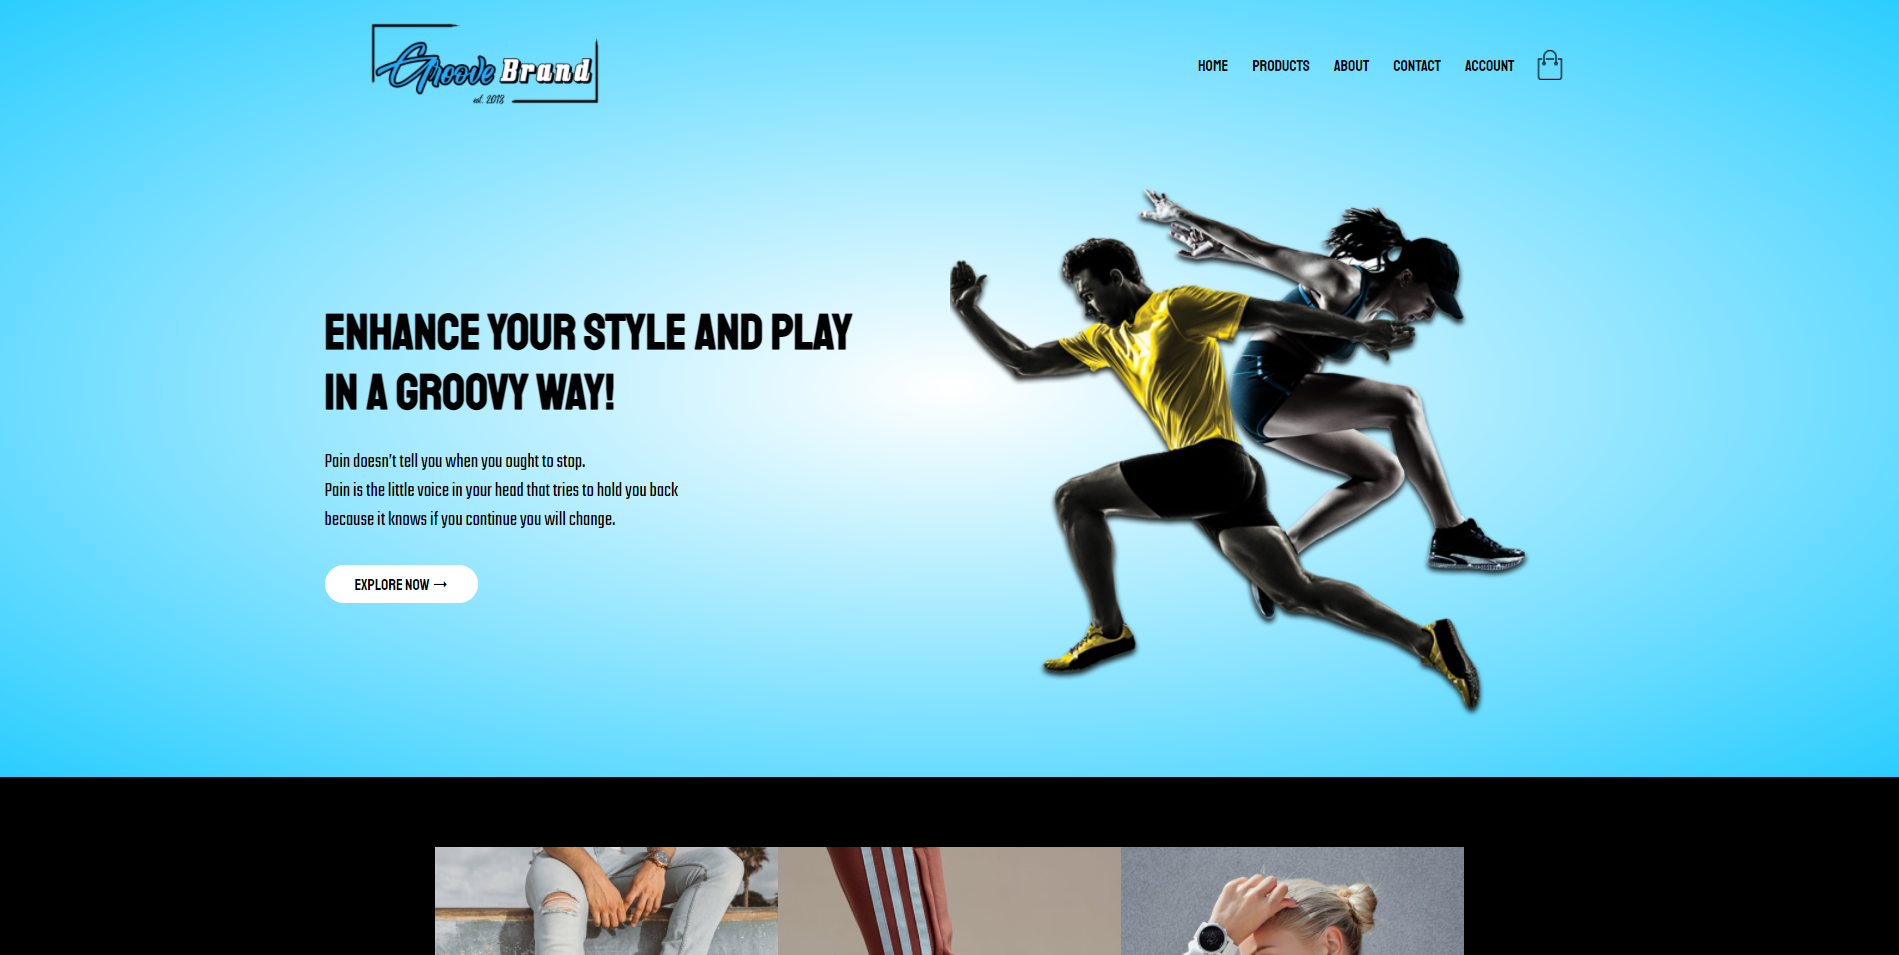 Groove Brand
est. 2018
HOME PRODUCTS ABOUT CONTACT ACCOUNT
ENHANCE YOUR STYLE AND PLAY
IN A GROOVY WAY!
Pain doesn't tell you when you ought to stop.
Pain is the little voice in your head that tries to hold you back
because it knows if you continue you will change.
EXPLORE NOW →